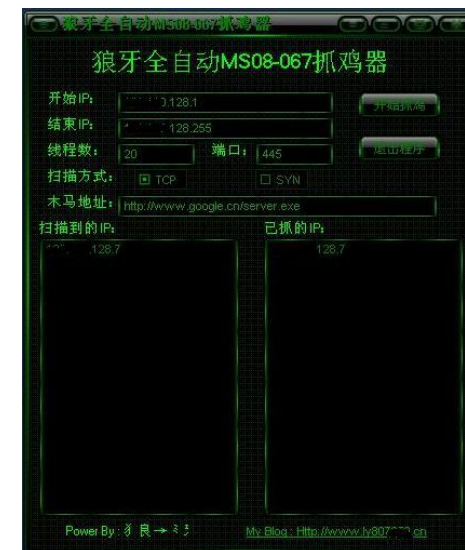 狼牙全自动MS08-067抓鸡器
狼牙全自动MS08-067抓鸡器
开始IP: .128.1 开始抓鸡
结束IP: .128.255
线程数: 20 端口: 445 退出程序
扫描方式: TCP SYN
木马地址: http://www.google.cn/server.exe
扫描到的IP: 已抓的IP:
.128.7 128.7
Power By : My Blog : Http://www.ly807 .cn